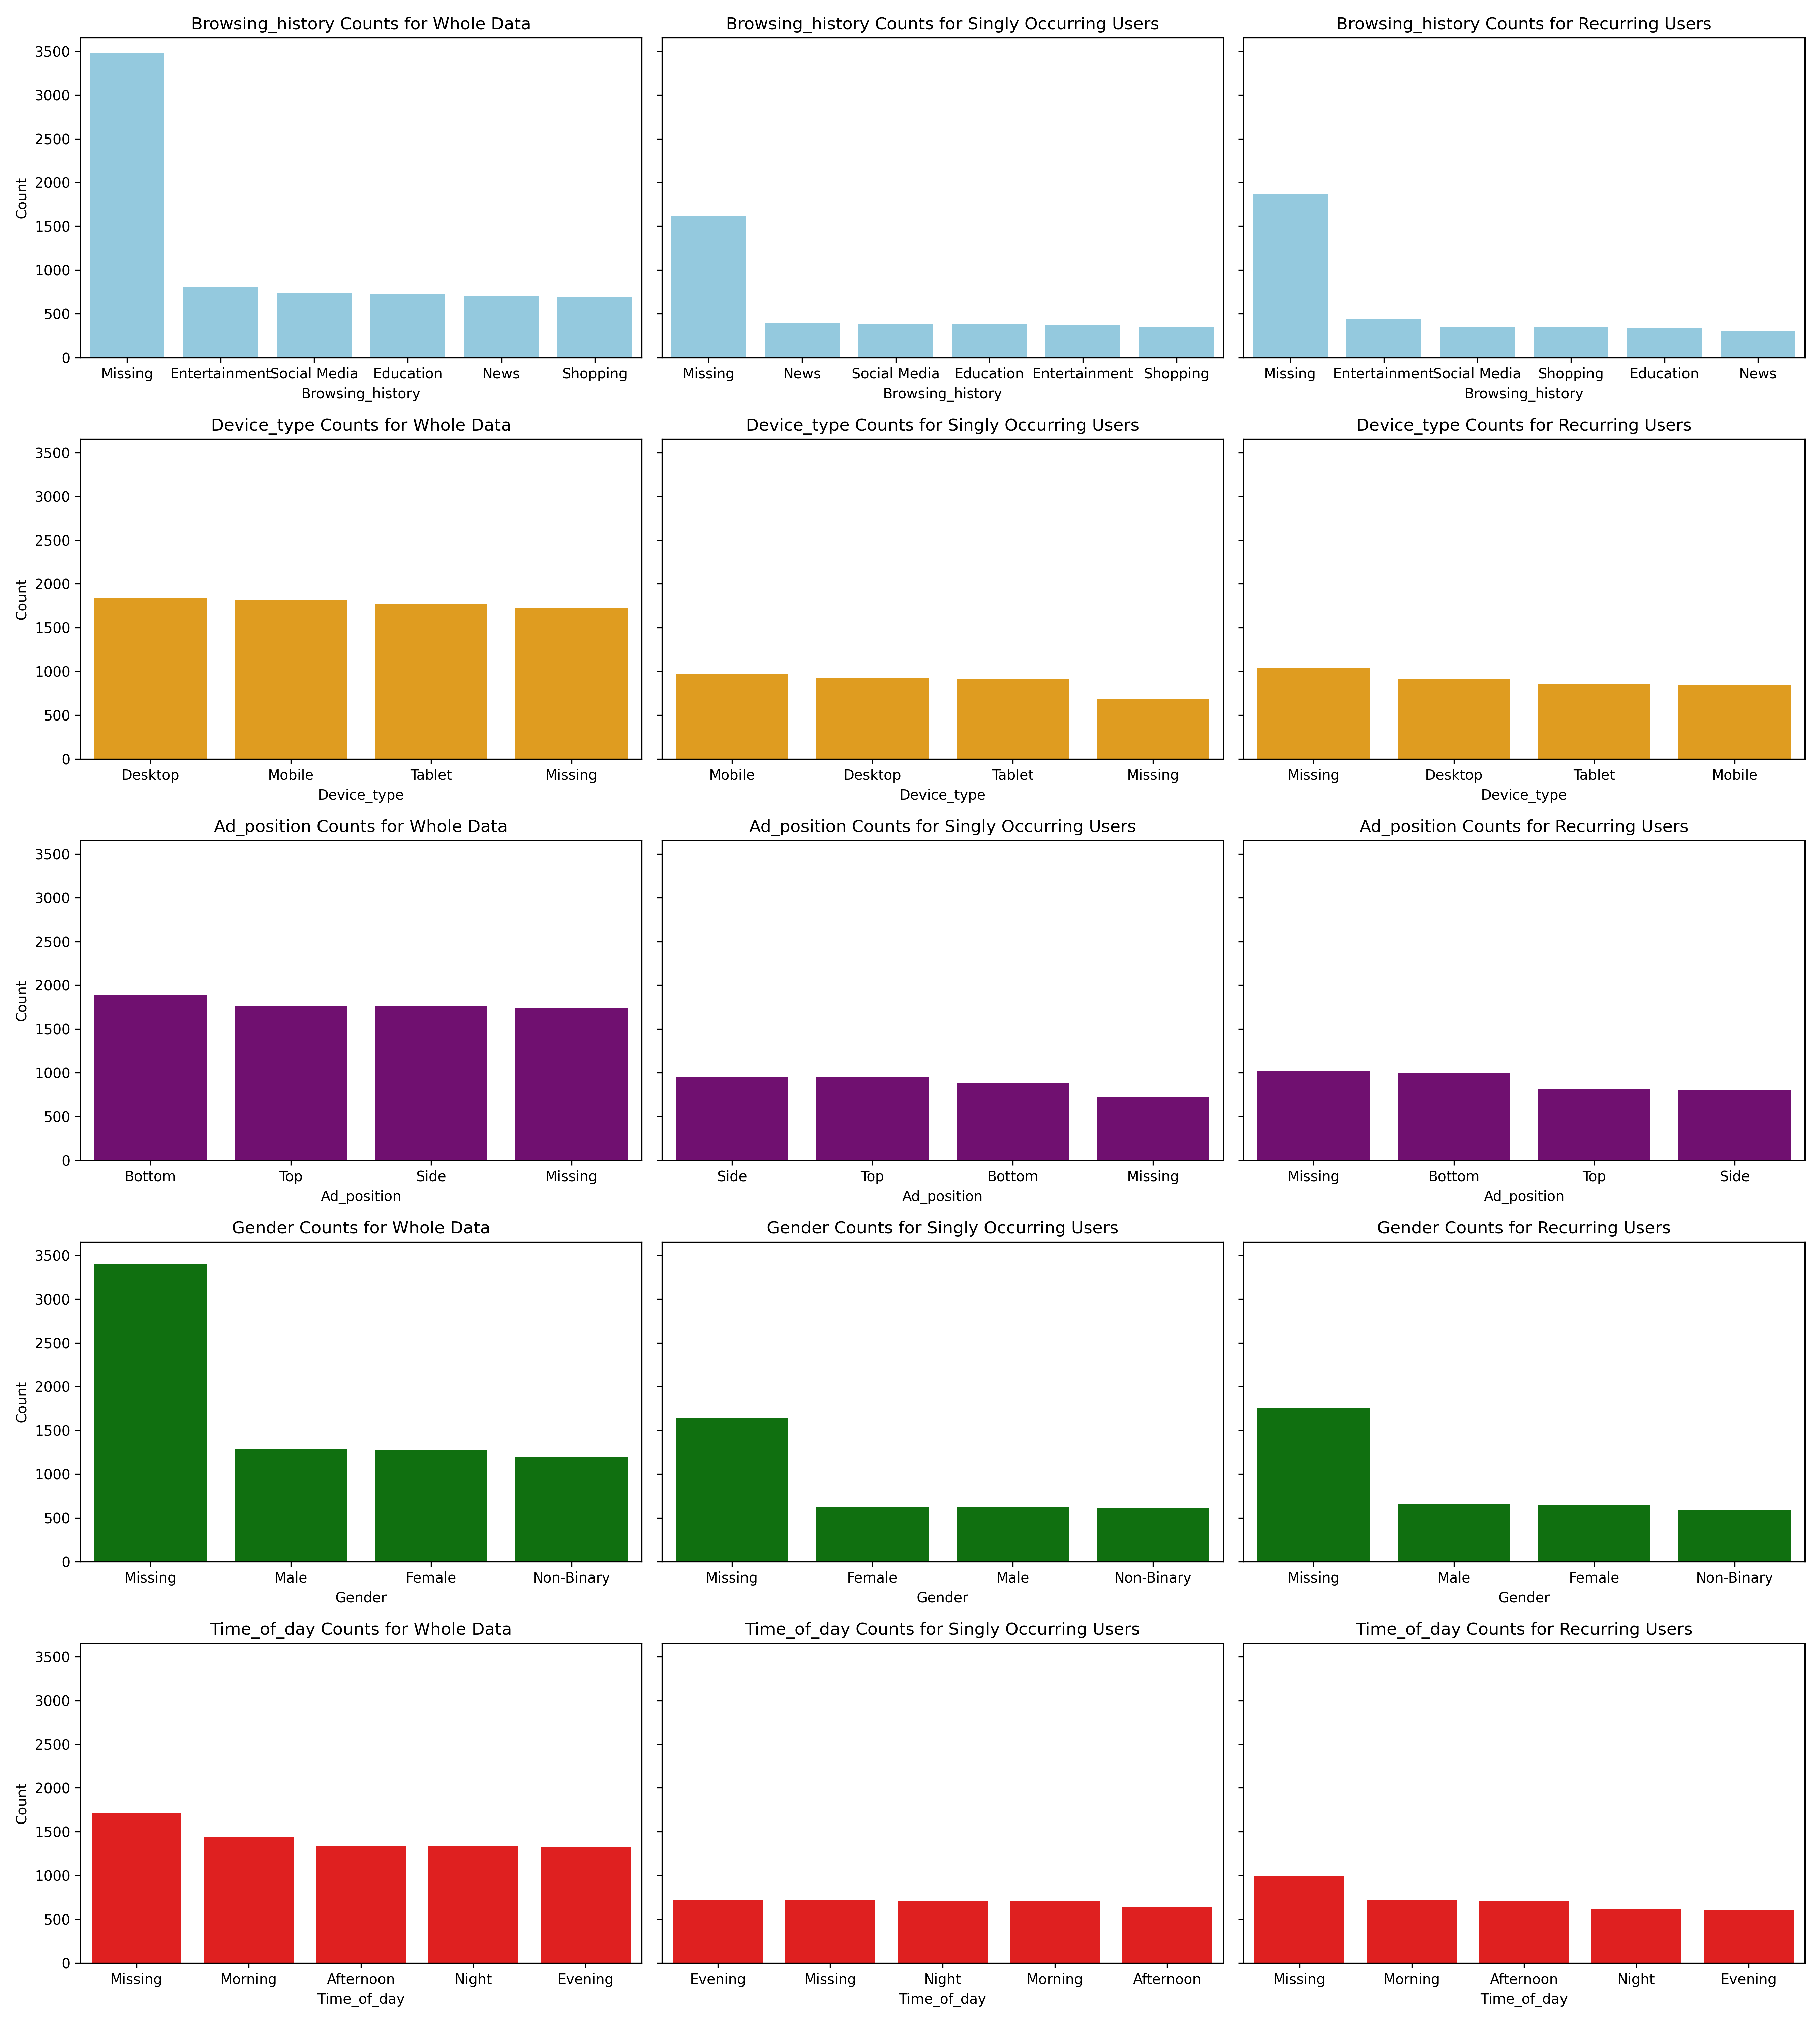 Browsing_history Counts for Whole Data
Browsing_history Counts for Singly Occurring Users
Browsing_history Counts for Recurring Users
3500
3000
2500
2000
1500
1000
500
0
Count
Missing Entertainment Social Media Education News Shopping
Missing News Social Media Education Entertainment Shopping
Missing Entertainment Social Media Shopping Education News
Browsing_history
Browsing_history
Browsing_history
Device_type Counts for Whole Data
Device_type Counts for Singly Occurring Users
Device_type Counts for Recurring Users
3500
3000
2500
2000
1500
1000
500
0
Count
Desktop Mobile Tablet Missing
Mobile Desktop Tablet Missing
Missing Desktop Tablet Mobile
Device_type
Device_type
Device_type
Ad_position Counts for Whole Data
Ad_position Counts for Singly Occurring Users
Ad_position Counts for Recurring Users
3500
3000
2500
2000
1500
1000
500
0
Count
Bottom Top Side Missing
Side Top Bottom Missing
Missing Bottom Top Side
Ad_position
Ad_position
Ad_position
Gender Counts for Whole Data
Gender Counts for Singly Occurring Users
Gender Counts for Recurring Users
3500
3000
2500
2000
1500
1000
500
0
Count
Missing Male Female Non-Binary
Missing Female Male Non-Binary
Missing Male Female Non-Binary
Gender
Gender
Gender
Time_of_day Counts for Whole Data
Time_of_day Counts for Singly Occurring Users
Time_of_day Counts for Recurring Users
3500
3000
2500
2000
1500
1000
500
0
Count
Missing Morning Afternoon Night Evening
Evening Missing Night Morning Afternoon
Missing Morning Afternoon Night Evening
Time_of_day
Time_of_day
Time_of_day